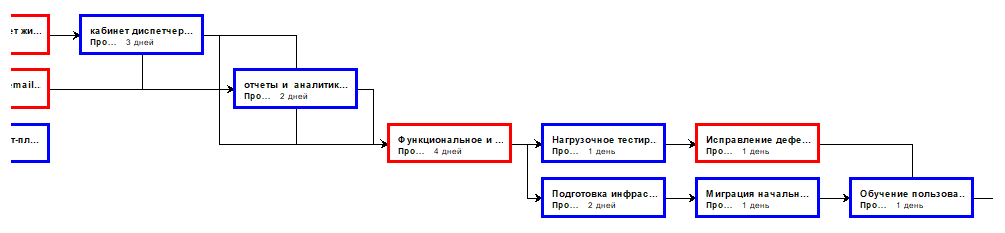 ет жи...
кабинет диспетчер...
Про... 3 дней
email..
отчеты и аналитик...
Про... 2 дней
т-пл...
Функциональное и ...
Про... 4 дней
Нагрузочное тестир..
Про... 1 день
Исправление дефе...
Про... 1 день
Подготовка инфрас...
Про... 2 дней
Миграция начальн...
Про... 1 день
Обучение пользова..
Про... 1 день